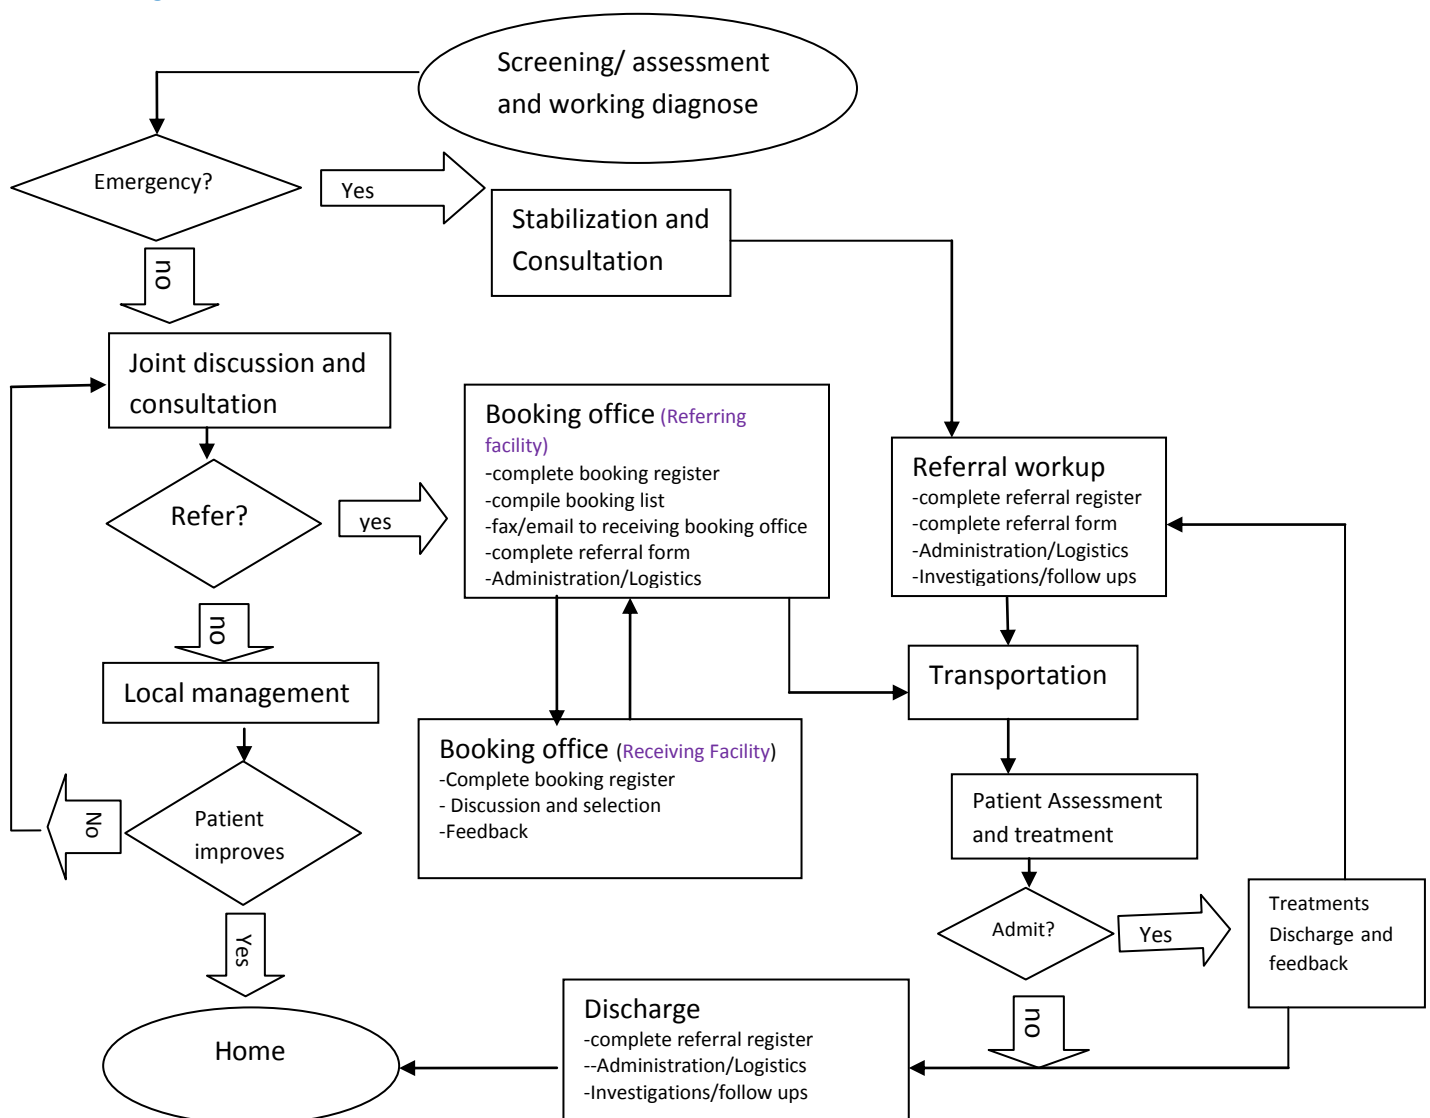 Screening/ assessment
and working diagnose
Emergency?
Yes
Stabilization and
Consultation
no
Joint discussion and
consultation
Refer?
yes
Booking office (Referring
facility)
-complete booking register
-compile booking list
-fax/email to receiving booking office
-complete referral form
-Administration/Logistics
Referral workup
-complete referral register
-complete referral form
-Administration/Logistics
-Investigations/follow ups
no
Local management
Transportation
Booking office (Receiving Facility)
-Complete booking register
- Discussion and selection
-Feedback
Patient Assessment
and treatment
No
Patient
improves
Admit?
Yes
Treatments
Discharge and
feedback
Yes
no
Discharge
-complete referral register
--Administration/Logistics
-Investigations/follow ups
Home